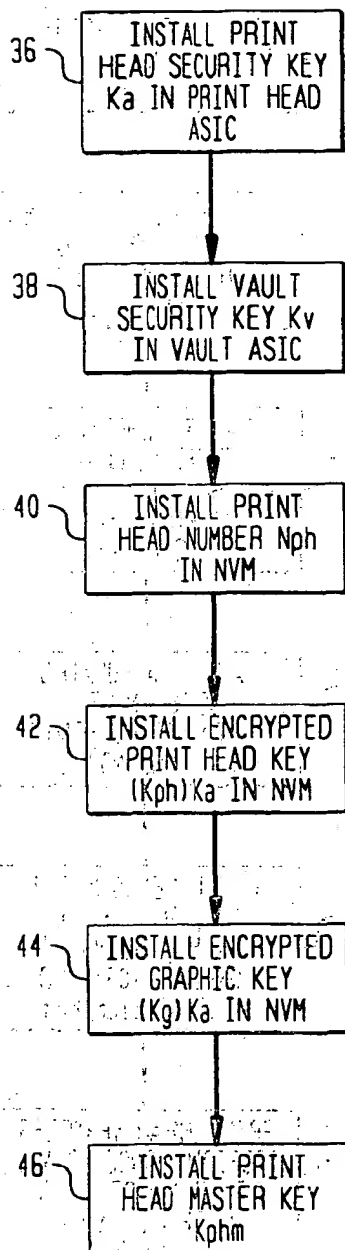 36
INSTALL PRINT
HEAD SECURITY KEY
Ka IN PRINT HEAD
ASIC
38
INSTALL VAULT
SECURITY KEY Kv
IN VAULT ASIC
40
INSTALL PRINT
HEAD NUMBER Nph
IN NVM
42
INSTALL ENCRYPTED
PRINT HEAD KEY
(Kph)Ka IN NVM
44
INSTALL ENCRYPTED
GRAPHIC KEY
(Kg)Ka IN NVM
46
INSTALL PRINT
HEAD MASTER KEY
Kphm